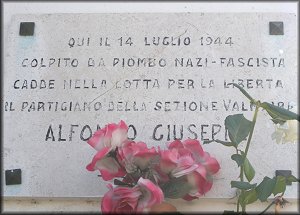 QUI IL 14 LUGLIO 1944
COLPITO DA PIOMBO NAZI-FASCISTA
CADDE NELLA LOTTA PER LA LIBERTA
IL PARTIGIANO DELLA SEZIONE
ALFONSO